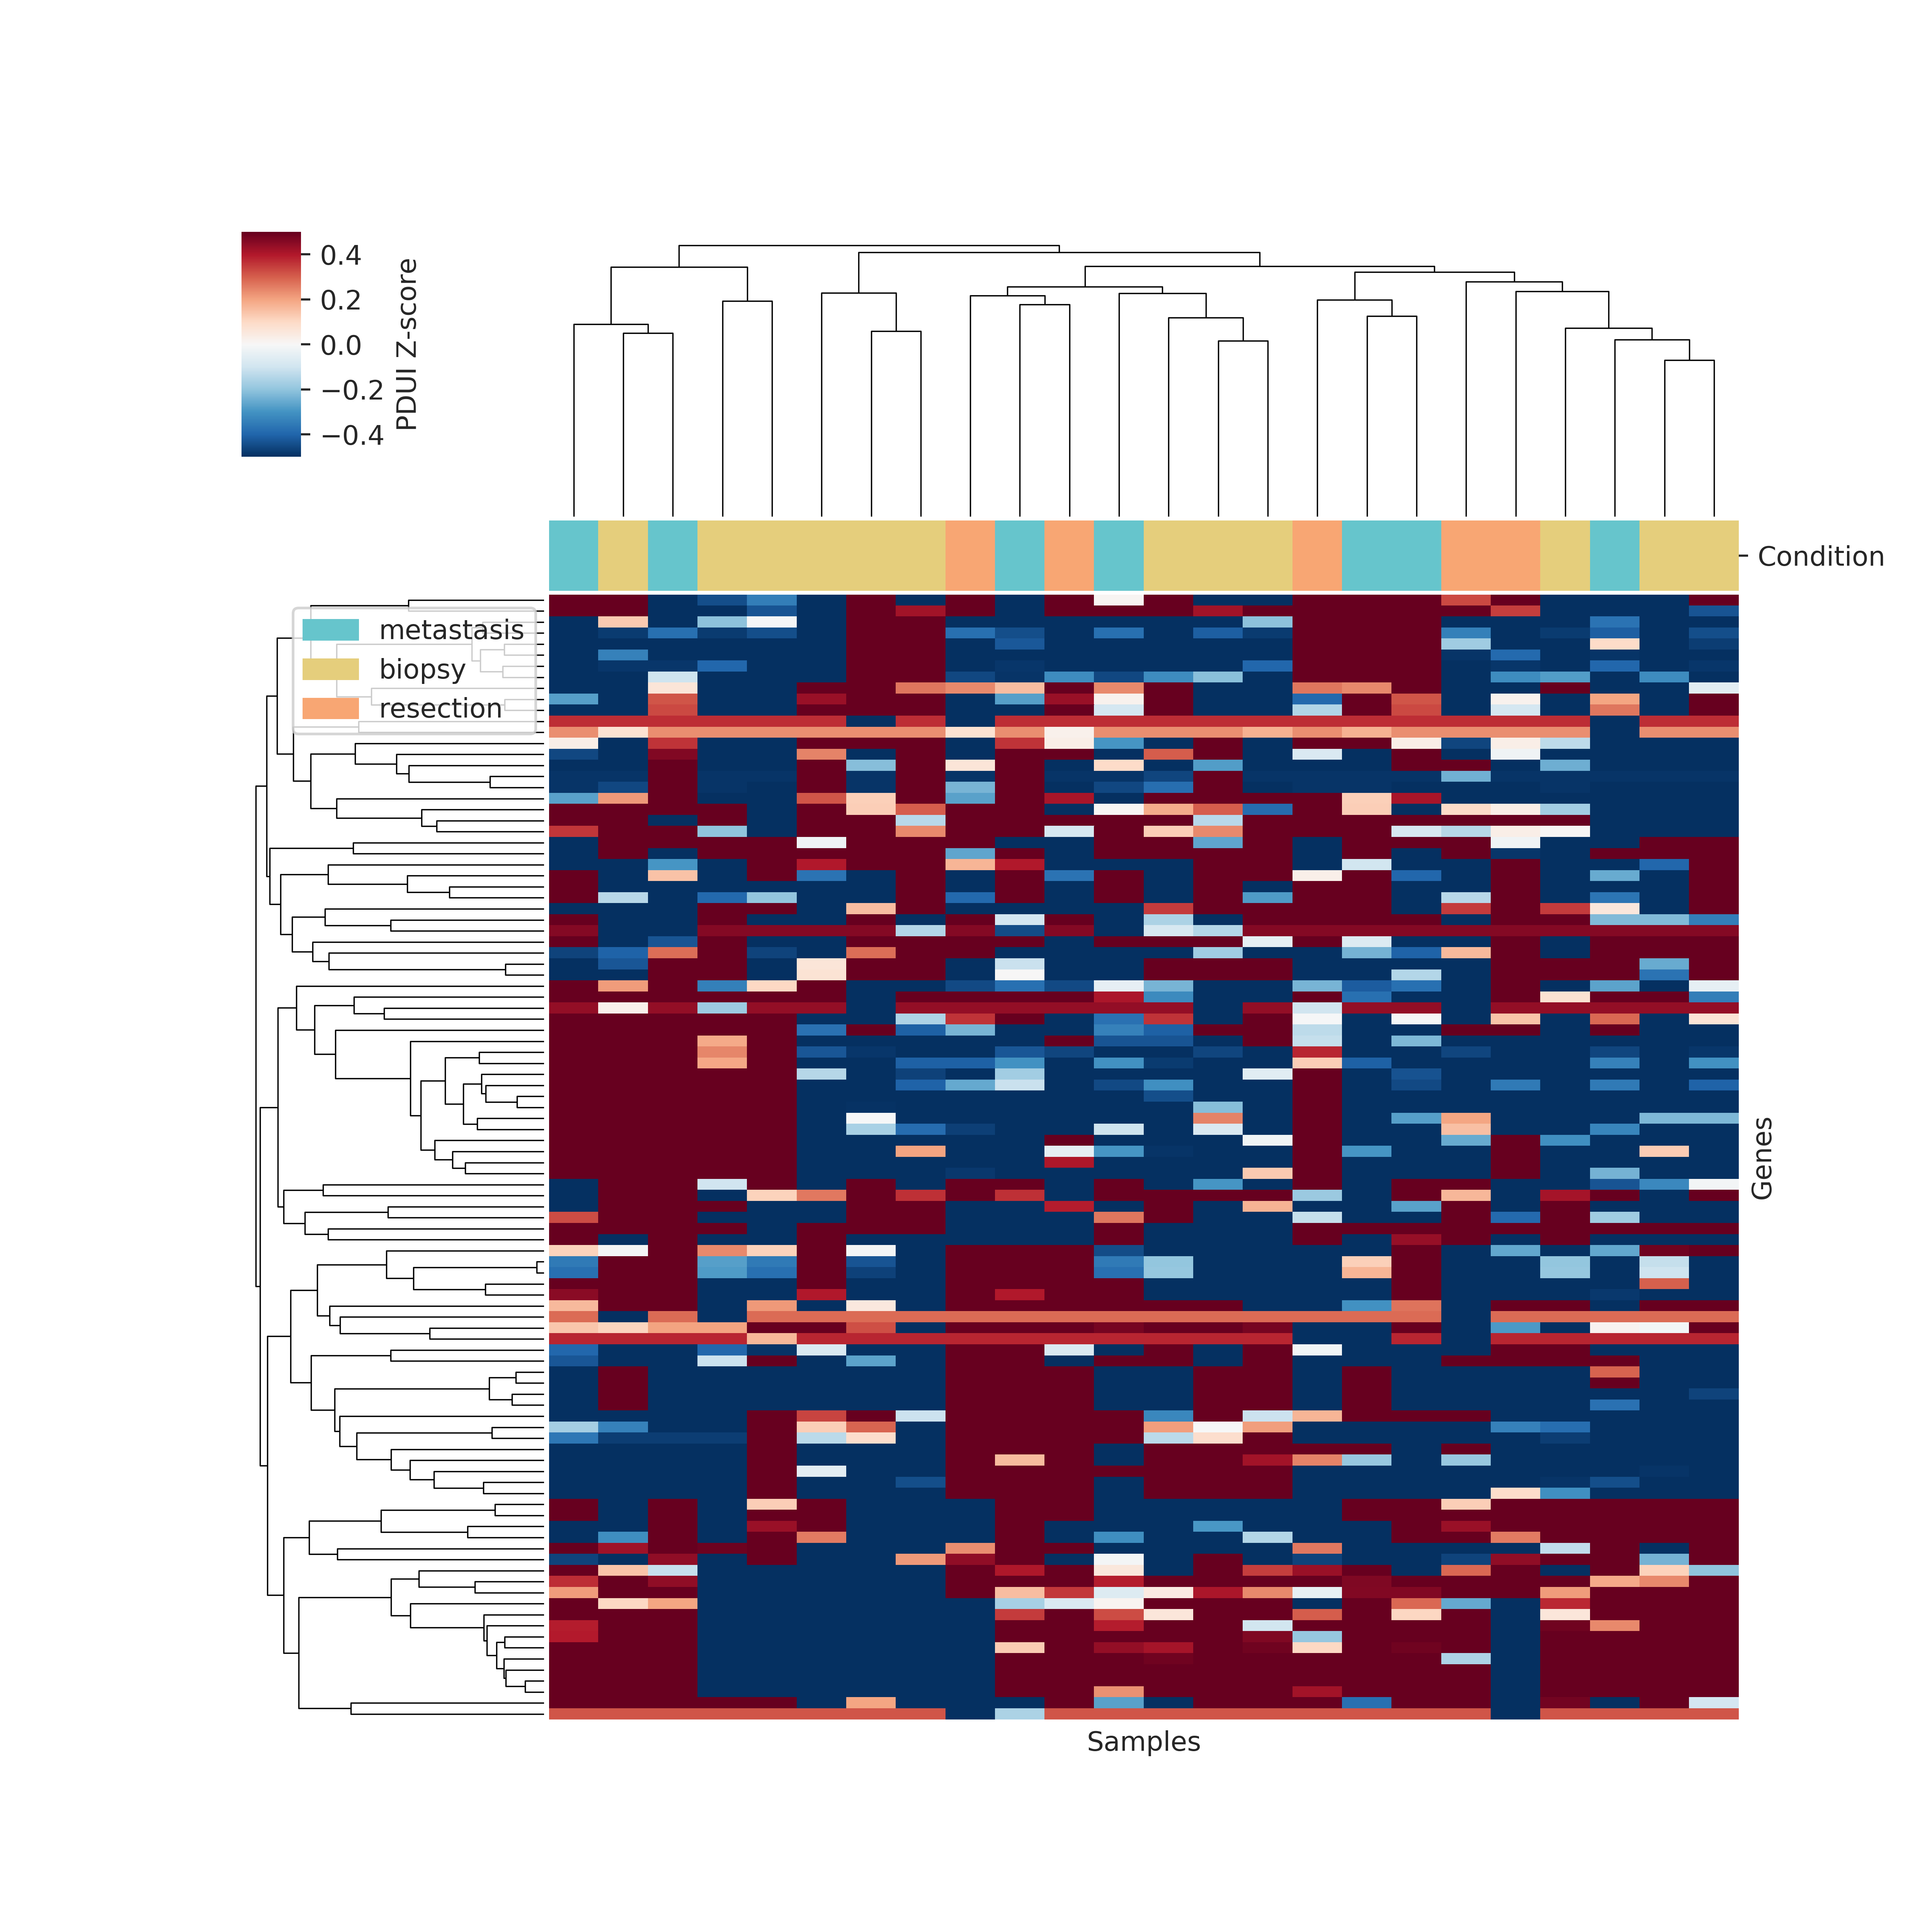 0.4
0.2
0.0
−0.2
−0.4
PDUI Z-score
Condition
metastasis
biopsy
resection
Genes
Samples